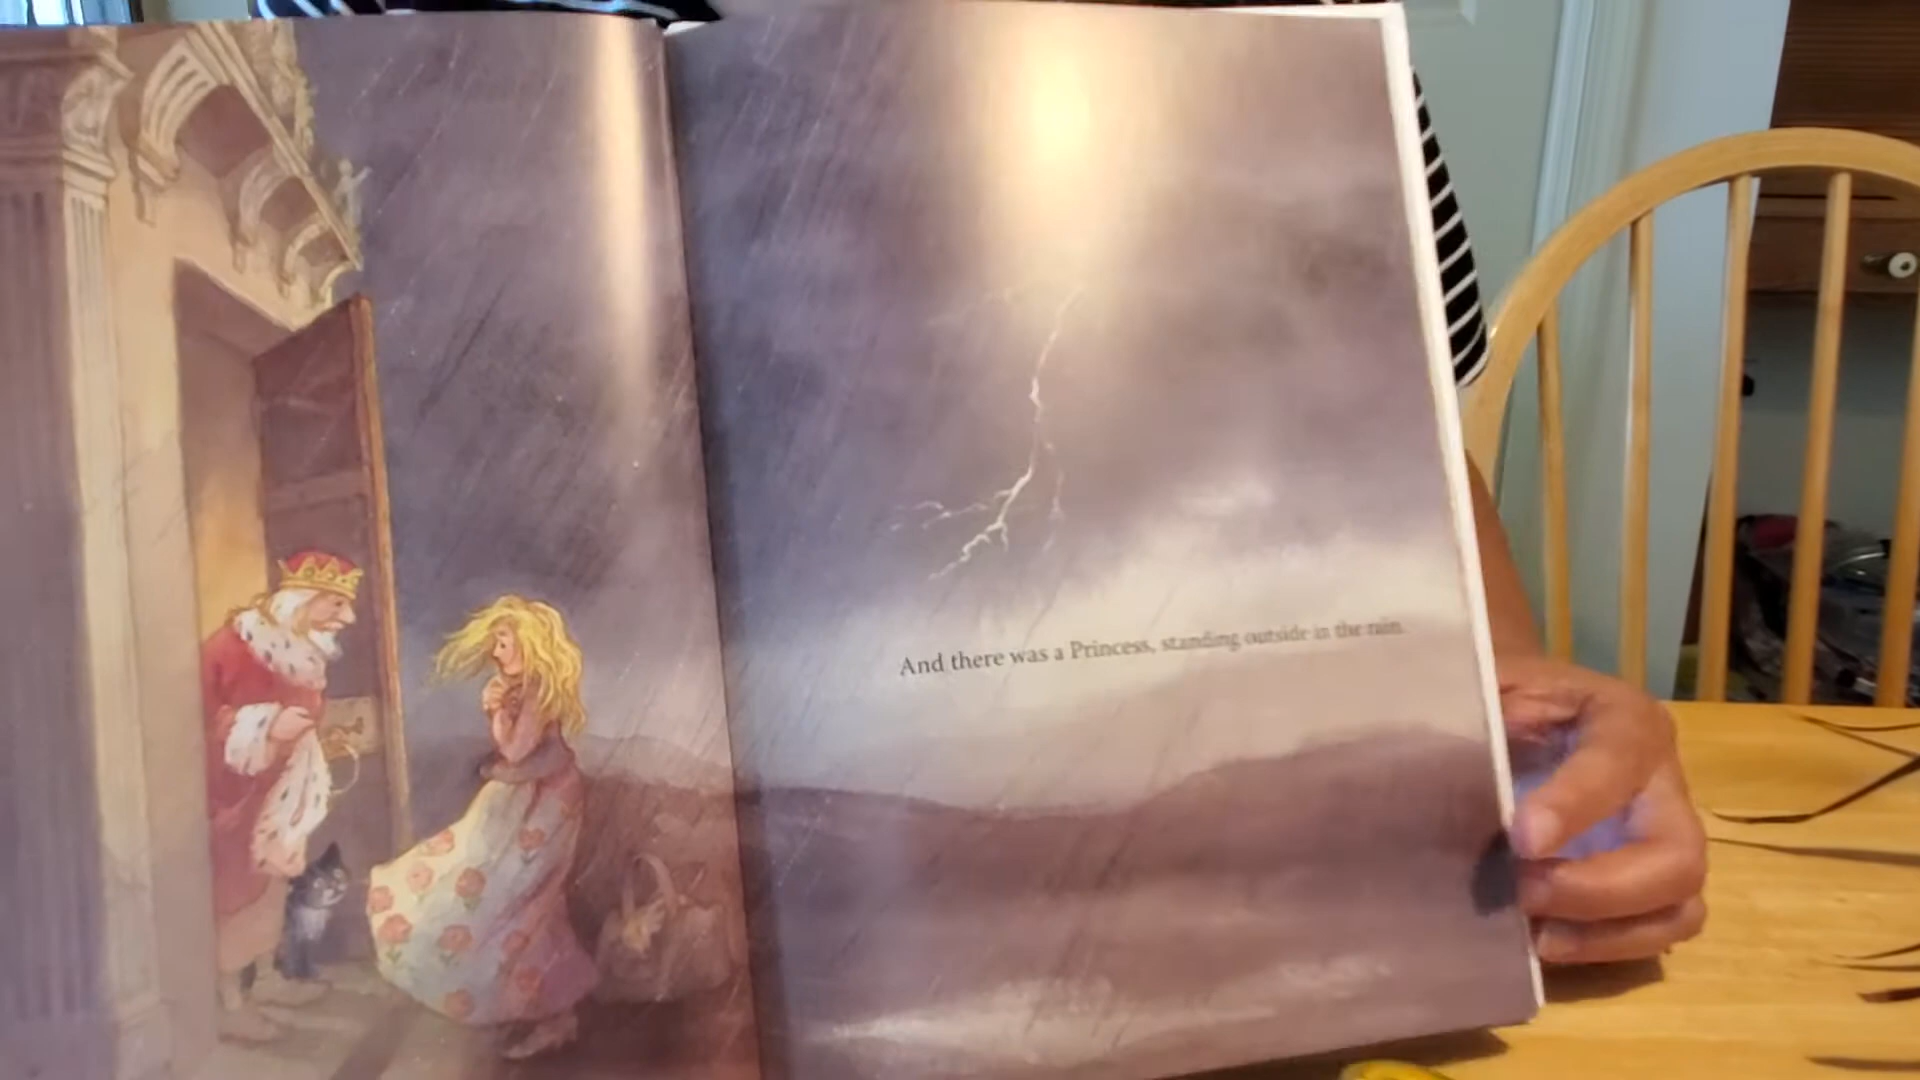 And there was a Princess, standing outside in the rain.